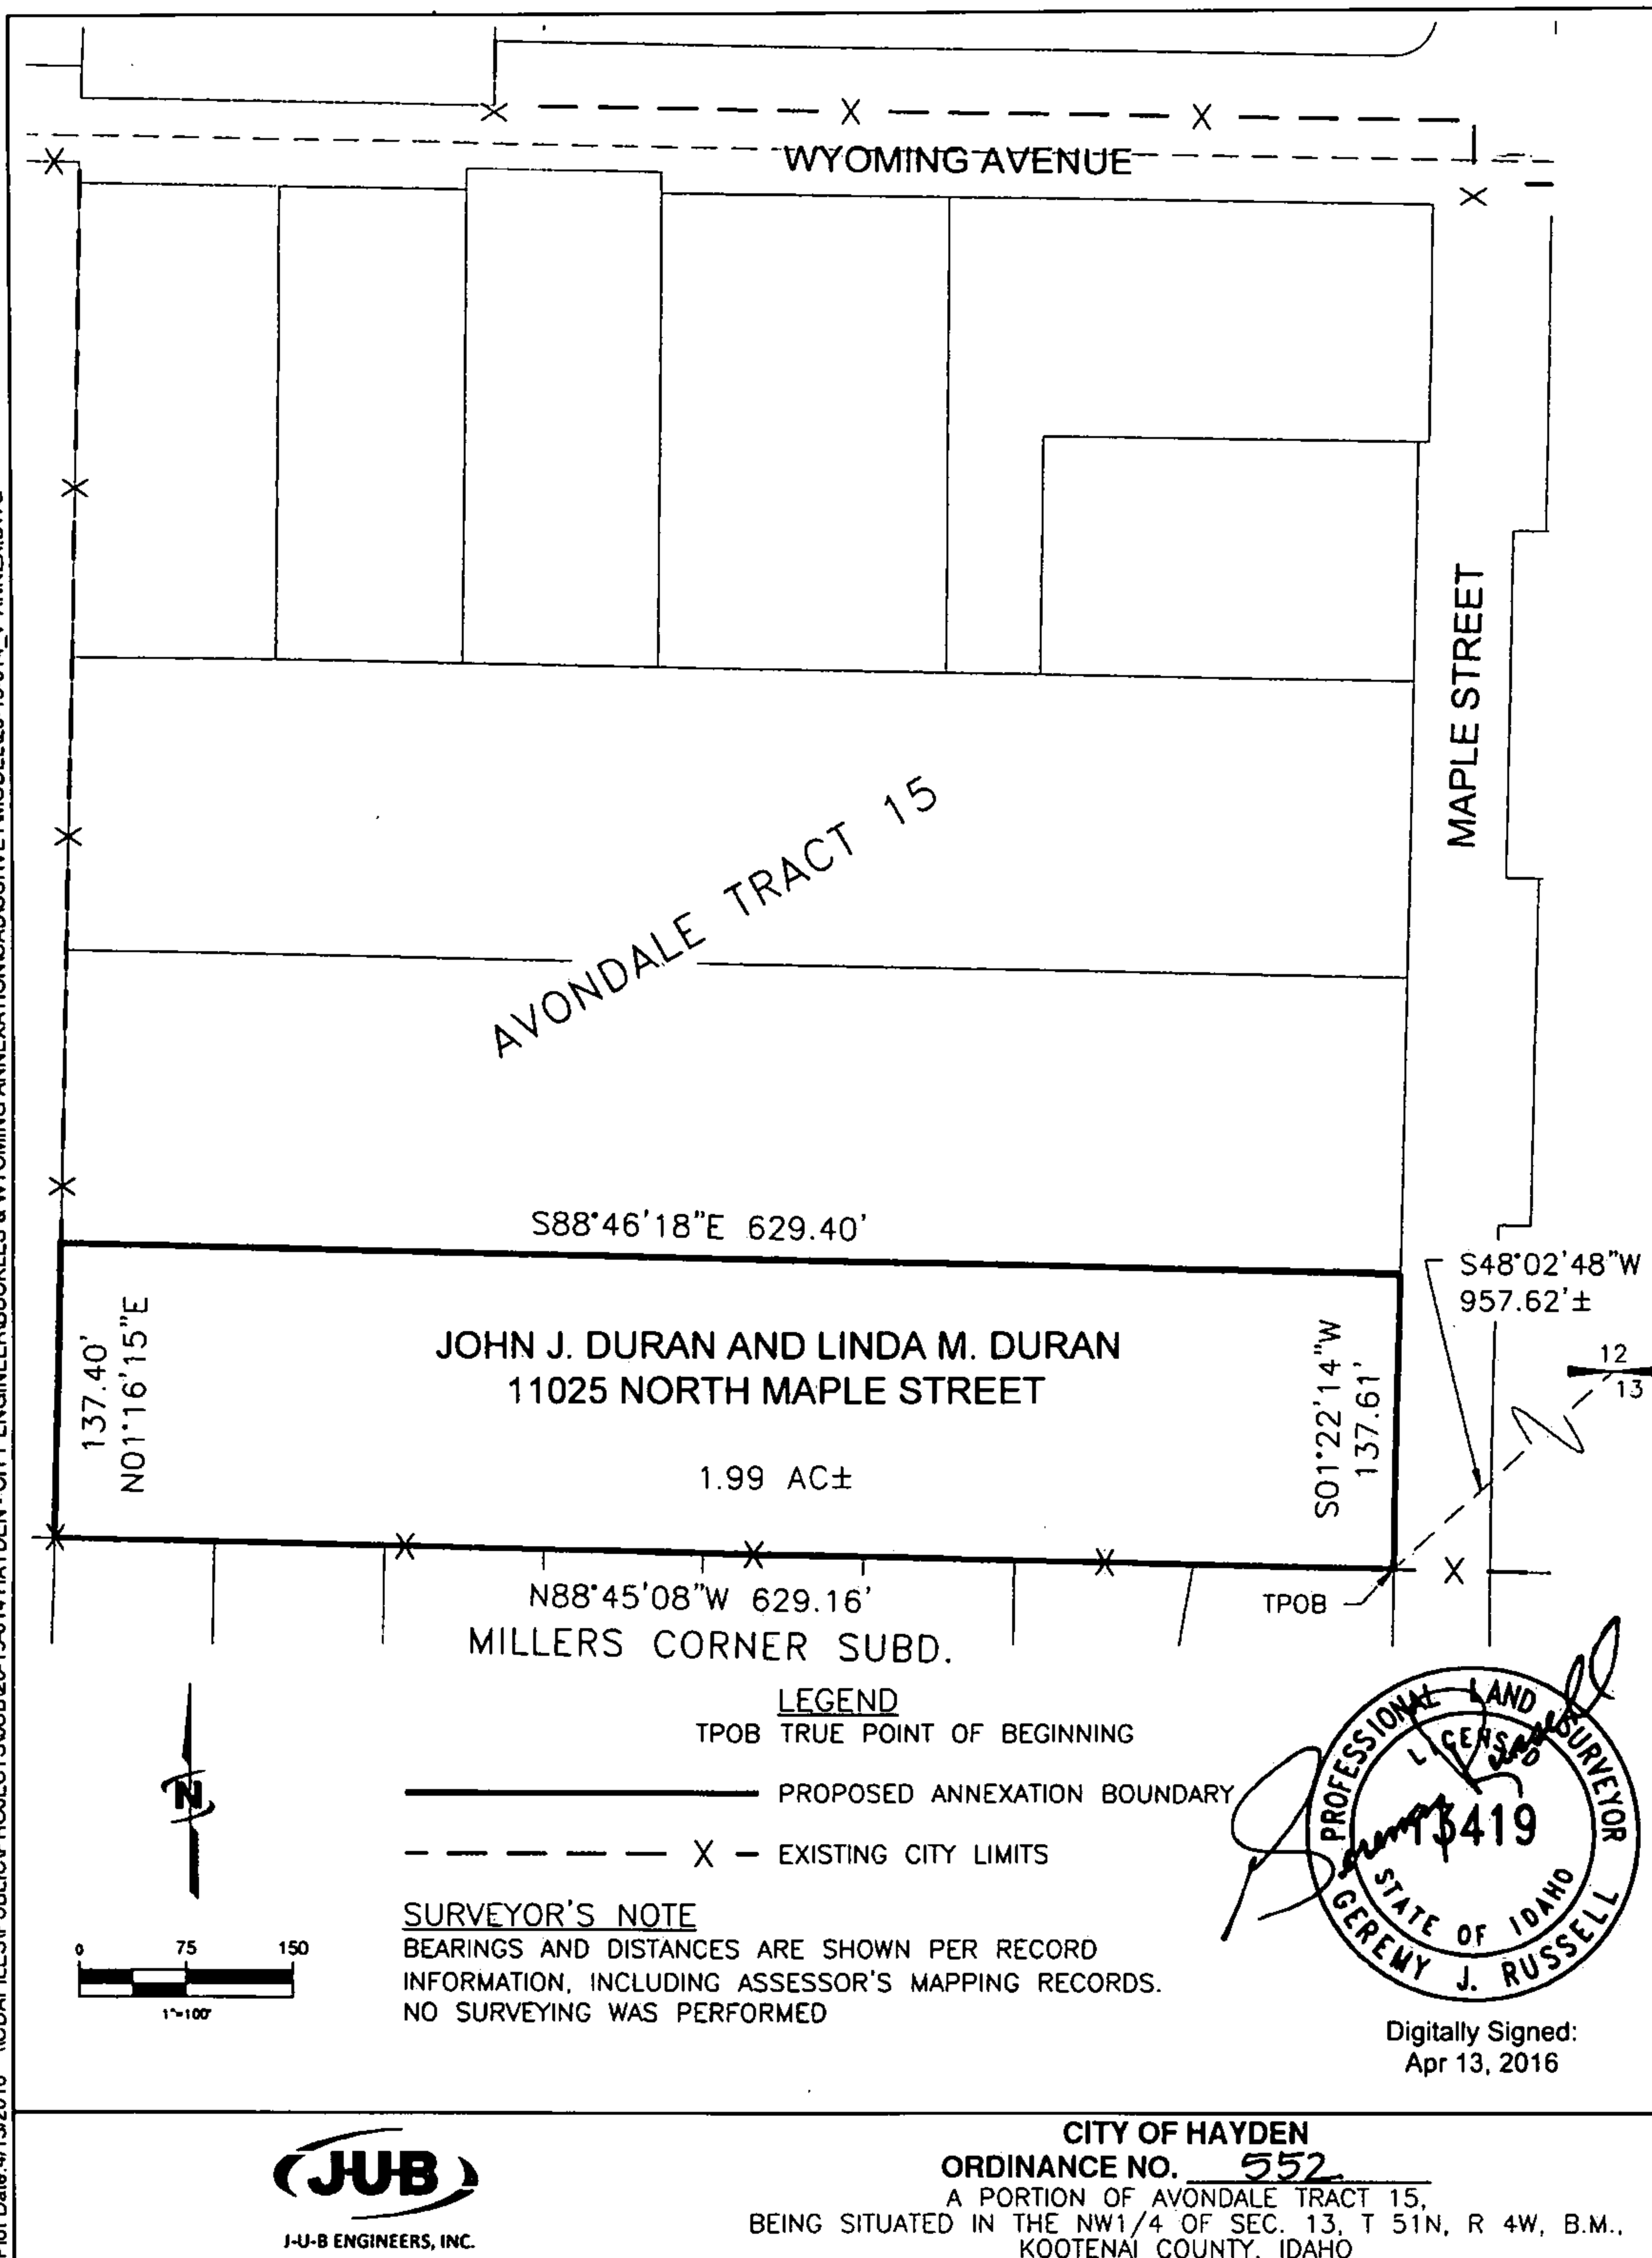 WYOMING AVENUE
MAPLE STREET
AVONDALE TRACT 15
S88°46'18"E 629.40'
S48°02'48"W
957.62'±
12
13
137.40'
N01°16'15"E
JOHN J. DURAN AND LINDA M. DURAN
11025 NORTH MAPLE STREET
1.99 AC±
S01°22'14"W
137.61'
N88°45'08"W 629.16'
TPOB
MILLERS CORNER SUBD.
LEGEND
TPOB TRUE POINT OF BEGINNING
PROPOSED ANNEXATION BOUNDARY
X EXISTING CITY LIMITS
N
SURVEYOR'S NOTE
BEARINGS AND DISTANCES ARE SHOWN PER RECORD
INFORMATION, INCLUDING ASSESSOR'S MAPPING RECORDS.
NO SURVEYING WAS PERFORMED
0 75 150
1"=100'
PROFESSIONAL LAND SURVEYOR
LICENSED
13419
STATE OF IDAHO
GEREMY J. RUSSELL
Digitally Signed:
Apr 13, 2016
J-U-B
J-U-B ENGINEERS, INC.
CITY OF HAYDEN
ORDINANCE NO. 552
A PORTION OF AVONDALE TRACT 15,
BEING SITUATED IN THE NW1/4 OF SEC. 13, T 51N, R 4W, B.M.,
KOOTENAI COUNTY, IDAHO